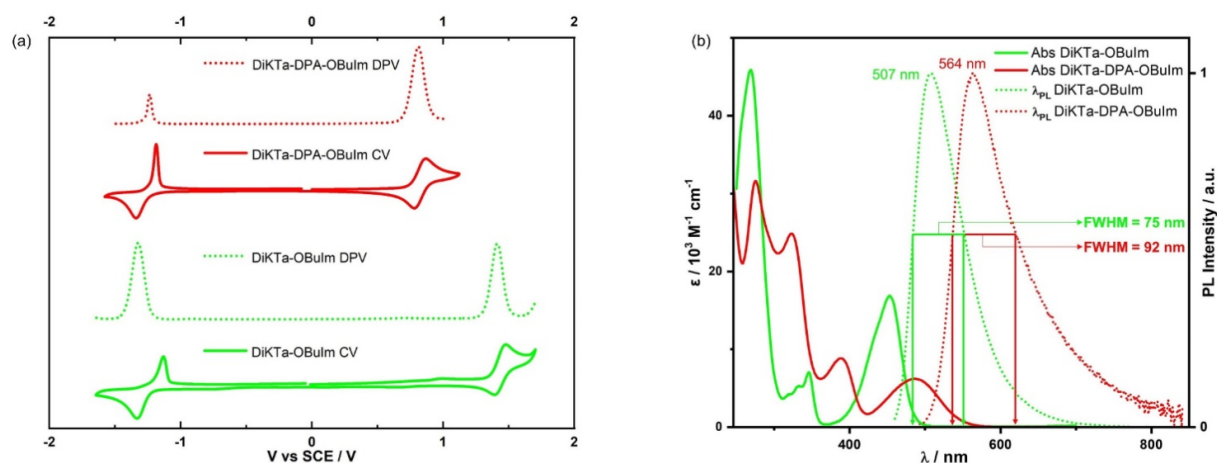 (a)
-2 -1 0 1 2
DiKTa-DPA-OBuIm DPV
DiKTa-DPA-OBuIm CV
DiKTa-OBuIm DPV
DiKTa-OBuIm CV
-2 -1 0 1 2
V vs SCE / V
(b)
Abs DiKTa-OBuIm
Abs DiKTa-DPA-OBuIm
λPL DiKTa-OBuIm
λPL DiKTa-DPA-OBuIm
507 nm
564 nm
FWHM = 75 nm
FWHM = 92 nm
40
20
0
ε / 10³ M⁻¹ cm⁻¹
1
0
PL Intensity / a.u.
400 600 800
λ / nm